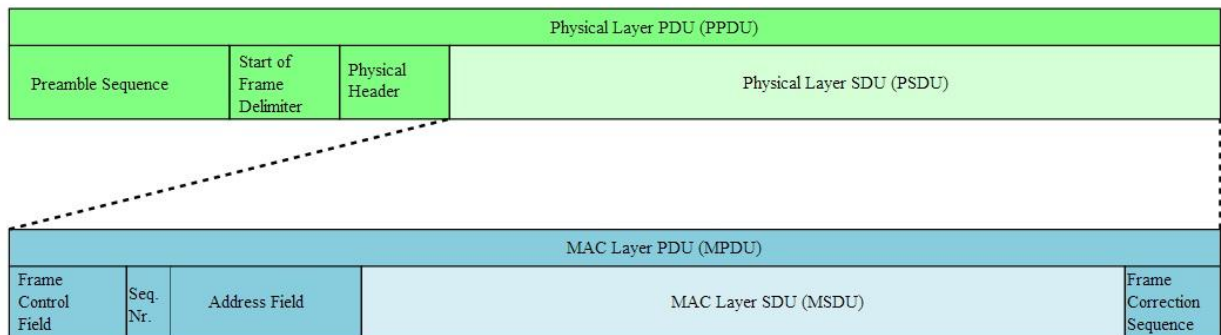 Physical Layer PDU (PPDU)
Preamble Sequence
Start of
Frame
Delimiter
Physical
Header
Physical Layer SDU (PSDU)
MAC Layer PDU (MPDU)
Frame
Control
Field
Seq.
Nr.
Address Field
MAC Layer SDU (MSDU)
Frame
Correction
Sequence